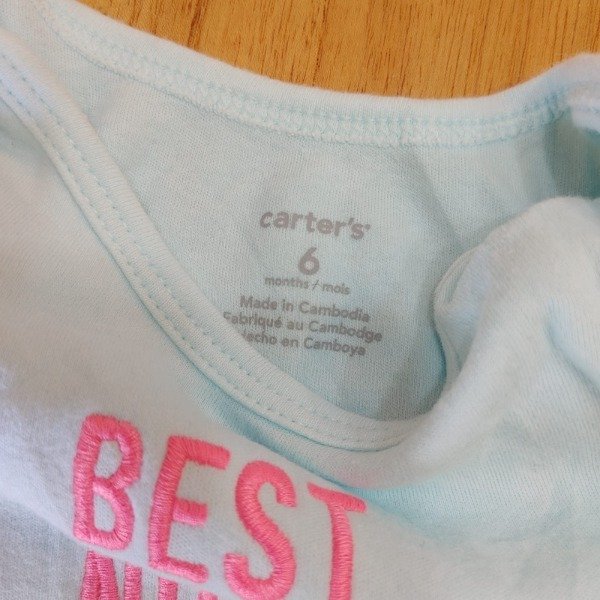 carter's
6
months / mois
Made in Cambodia
Fabriqué au Cambodge
Hecho en Camboya
BEST